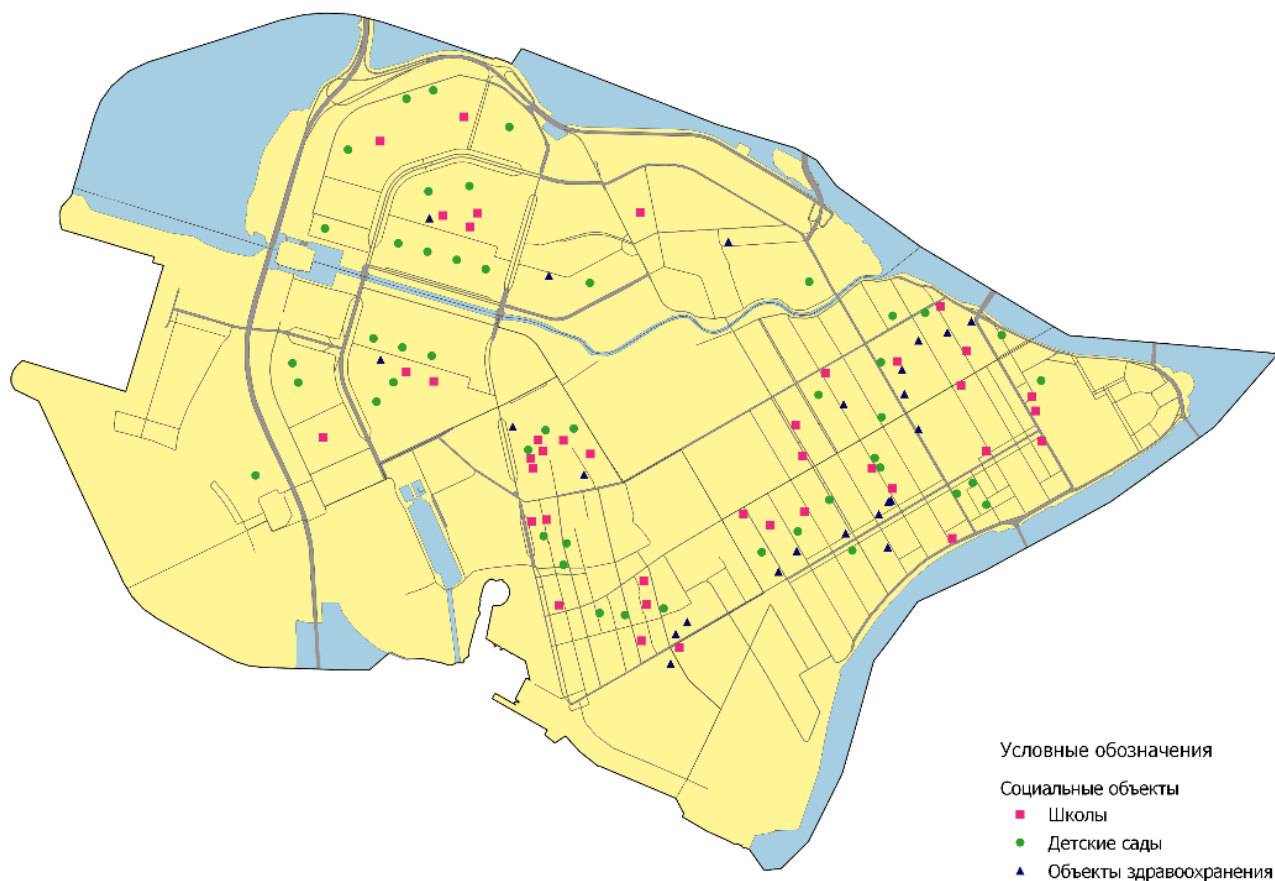 Условные обозначения
Социальные объекты
Школы
Детские сады
Объекты здравоохранения